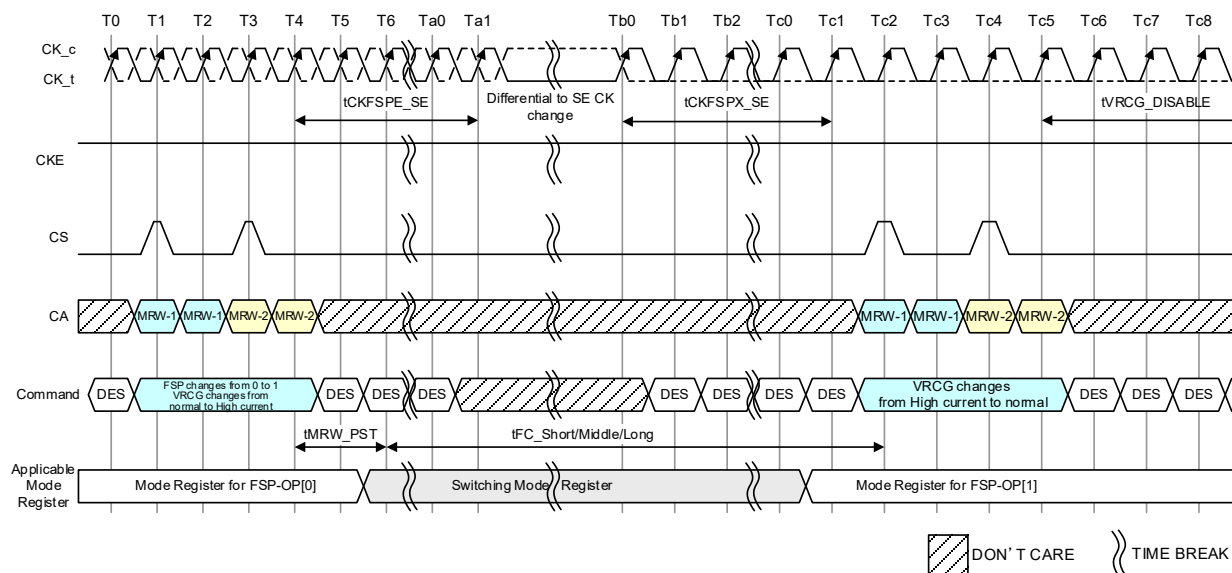 T0 T1 T2 T3 T4 T5 T6 Ta0 Ta1 Tb0 Tb1 Tb2 Tc0 Tc1 Tc2 Tc3 Tc4 Tc5 Tc6 Tc7 Tc8
CK_c
CK_t
tCKFSPE_SE
Differential to SE CK
change
tCKFSPX_SE
tVRCG_DISABLE
CKE
CS
CA
MRW-1 MRW-1 MRW-2 MRW-2 MRW-1 MRW-1 MRW-2 MRW-2
Command
DES
FSP changes from 0 to 1
VRCG changes from
normal to High current
DES DES DES DES DES DES DES
VRCG changes
from High current to normal
DES DES DES
tMRW_PST
tFC_Short/Middle/Long
Applicable
Mode
Register
Mode Register for FSP-OP[0]
Switching Mode Register
Mode Register for FSP-OP[1]
DON'T CARE
TIME BREAK